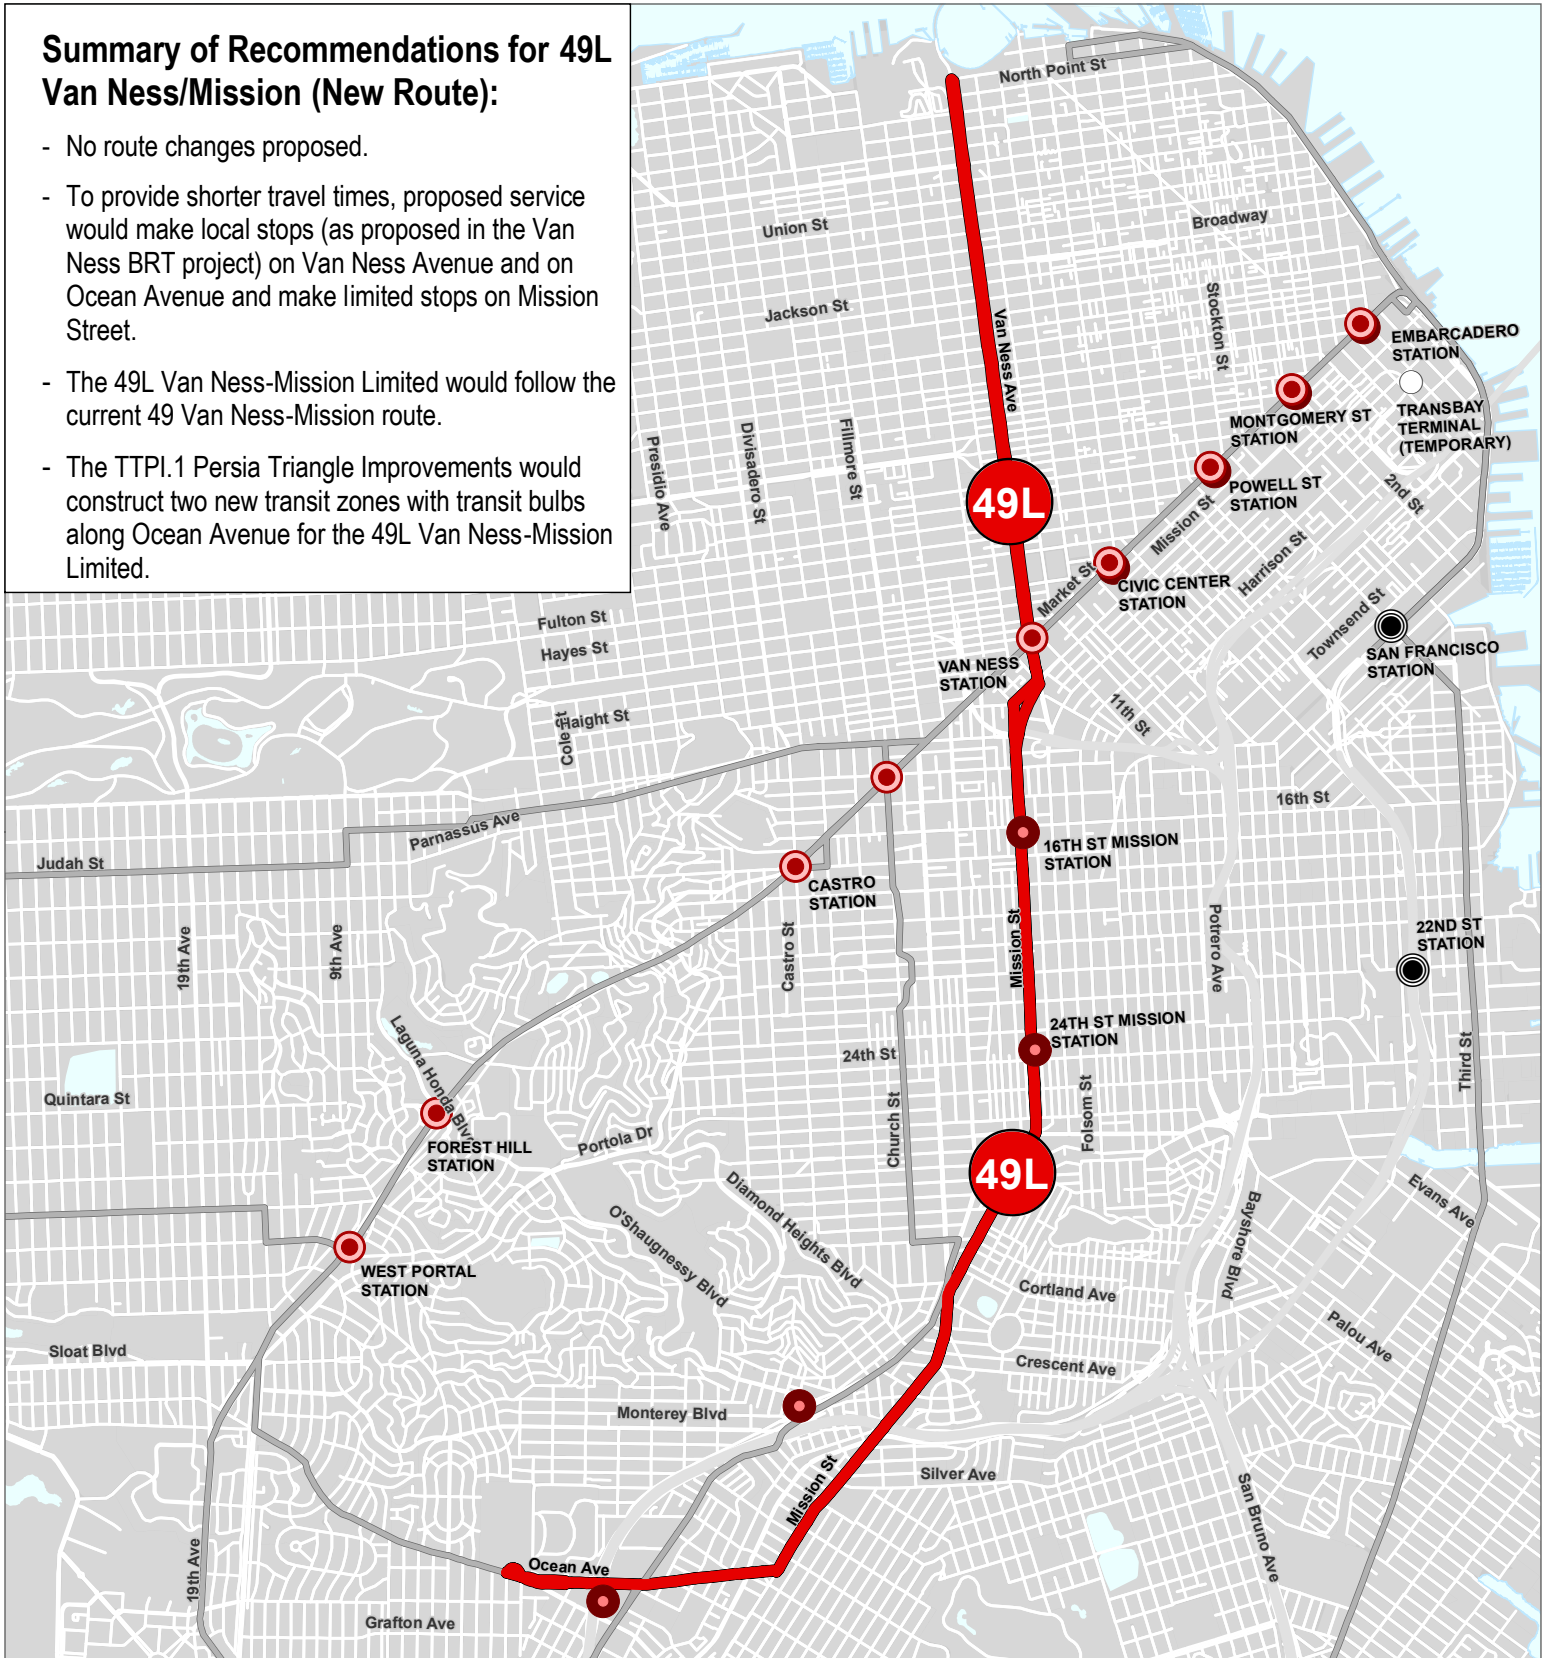 Summary of Recommendations for 49L
Van Ness/Mission (New Route):
- No route changes proposed.
- To provide shorter travel times, proposed service
would make local stops (as proposed in the Van
Ness BRT project) on Van Ness Avenue and on
Ocean Avenue and make limited stops on Mission
Street.
- The 49L Van Ness-Mission Limited would follow the
current 49 Van Ness-Mission route.
- The TTPI.1 Persia Triangle Improvements would
construct two new transit zones with transit bulbs
along Ocean Avenue for the 49L Van Ness-Mission
Limited.
North Point St
Union St
Broadway
Jackson St
Stockton St
Van Ness Ave
EMBARCADERO
STATION
TRANSBAY
TERMINAL
(TEMPORARY)
MONTGOMERY ST
STATION
Presidio Ave
Divisadero St
Fillmore St
49L
POWELL ST
STATION
2nd St
Mission St
Harrison St
Market St
CIVIC CENTER
STATION
Townsend St
Fulton St
Hayes St
VAN NESS
STATION
SAN FRANCISCO
STATION
11th St
Haight St
Cole St
16th St
Parnassus Ave
Judah St
16TH ST MISSION
STATION
CASTRO
STATION
19th Ave
9th Ave
Castro St
Mission St
Potrero Ave
22ND ST
STATION
Laguna Honda Blvd
24TH ST MISSION
STATION
24th St
Third St
Quintara St
Folsom St
Church St
FOREST HILL
STATION
Portola Dr
49L
Diamond Heights Blvd
O'Shaugnessy Blvd
Bayshore Blvd
Evans Ave
WEST PORTAL
STATION
Cortland Ave
Palou Ave
Sloat Blvd
Crescent Ave
Monterey Blvd
Mission St
Silver Ave
San Bruno Ave
19th Ave
Ocean Ave
Grafton Ave